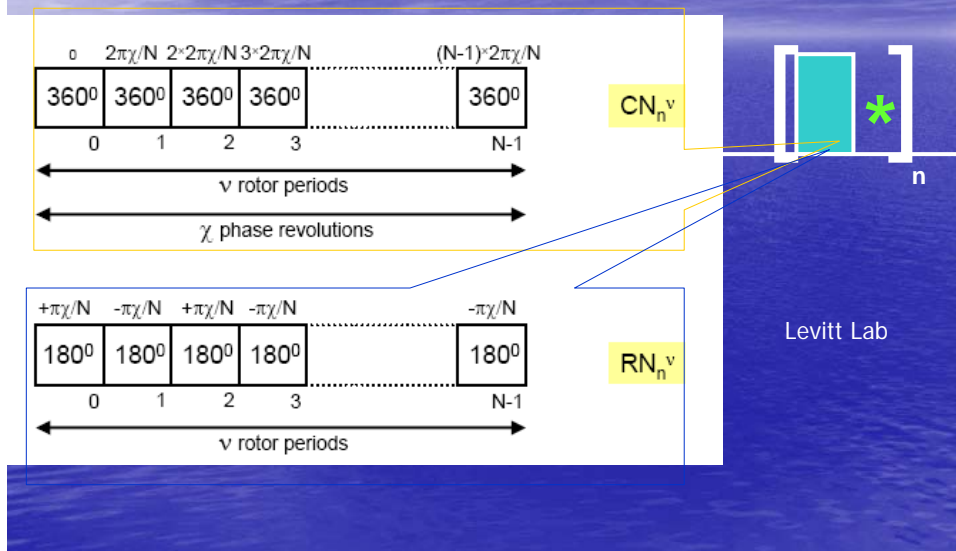 0 2πχ/N 2×2πχ/N 3×2πχ/N (N-1)×2πχ/N
360⁰ 360⁰ 360⁰ 360⁰ 360⁰
0 1 2 3 N-1
ν rotor periods
χ phase revolutions
CNₙᵛ
*
n
+πχ/N -πχ/N +πχ/N -πχ/N -πχ/N
180⁰ 180⁰ 180⁰ 180⁰ 180⁰
0 1 2 3 N-1
ν rotor periods
RNₙᵛ
Levitt Lab